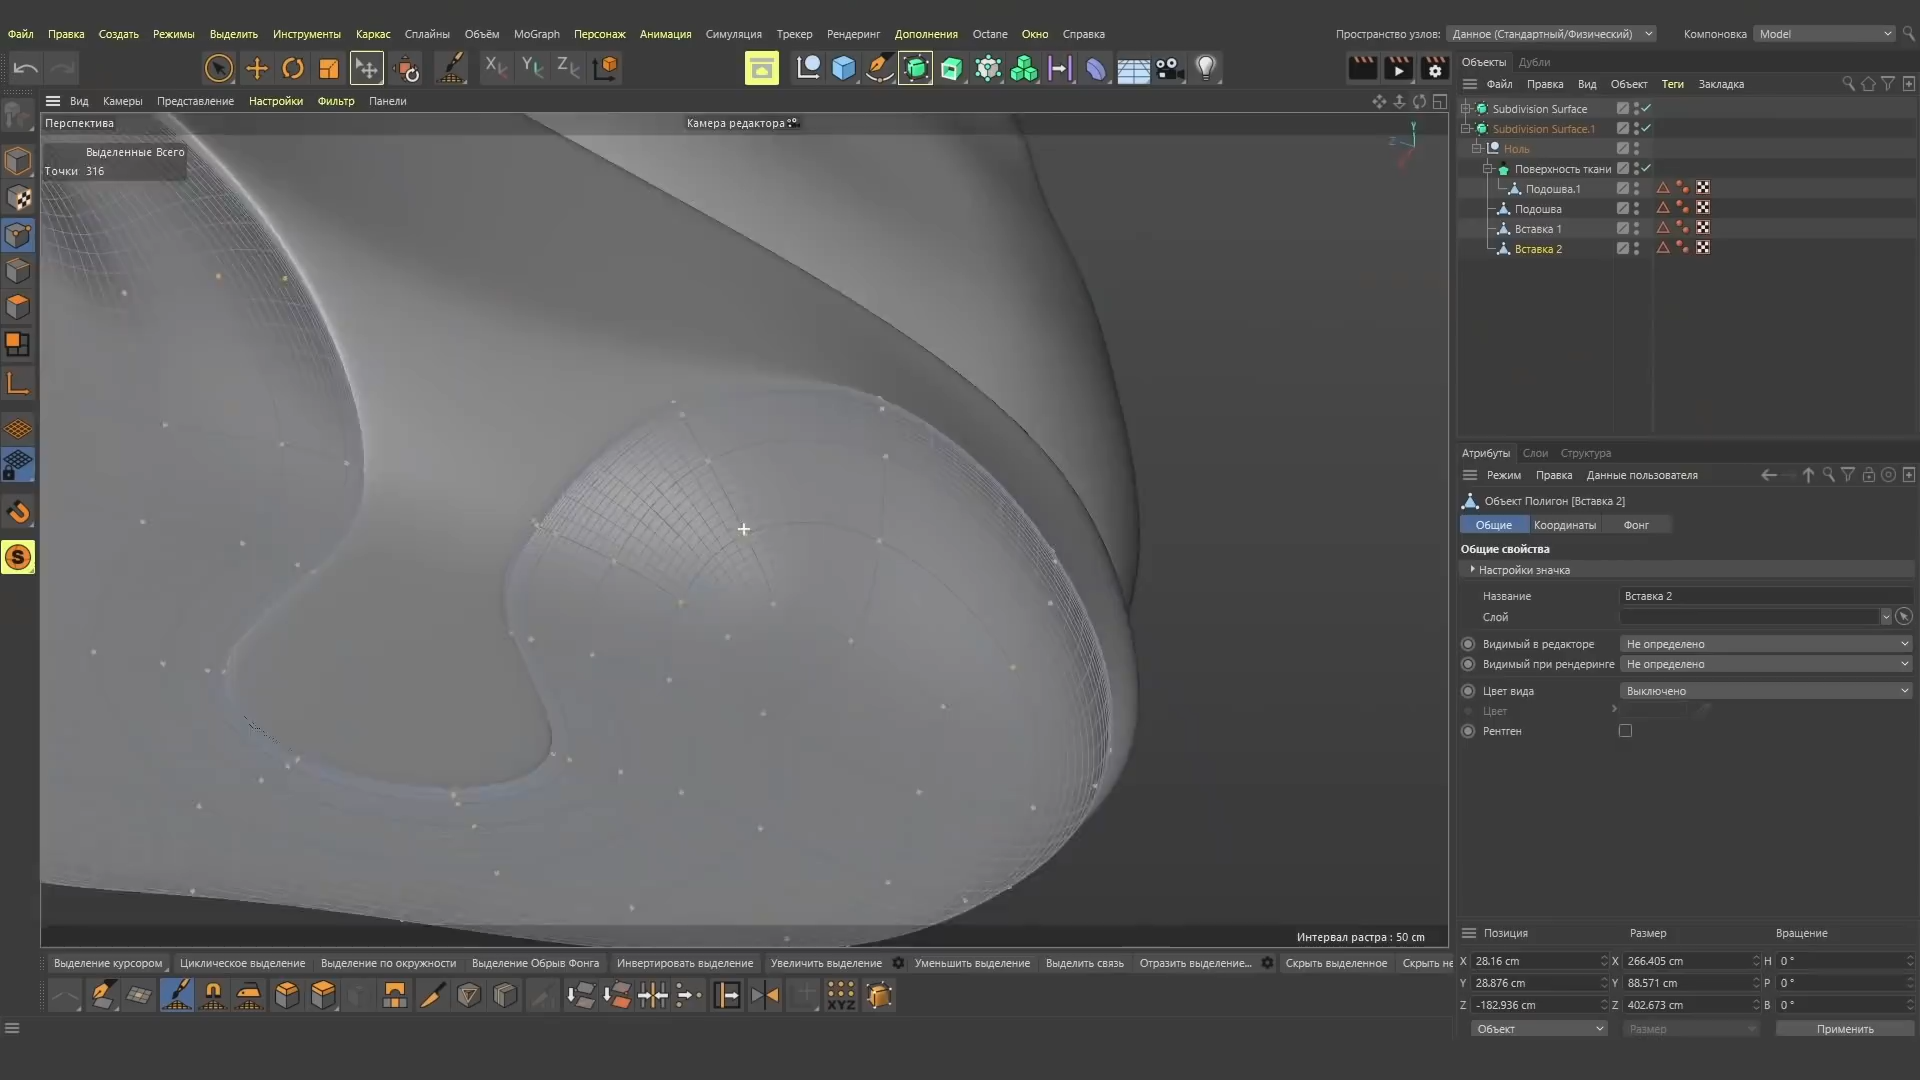 Файл Правка Создать Режимы Выделить Инструменты Каркас Сплайны Объём MoGraph Персонаж Анимация Симуляция Трекер Рендеринг Дополнения Octane Окно Справка Пространство узлов: Данное (Стандартный/Физический) Компоновка Model
Вид Камеры Представление Настройки Фильтр Панели
Перспектива
Камера редактора
Выделенные Всего
Точки 316
Y
Z
Интервал растра : 50 cm
Объекты Дубли
Файл Правка Вид Объект Теги Закладка
Subdivision Surface
Subdivision Surface.1
Ноль
Поверхность ткани
Подошва.1
Подошва
Вставка 1
Вставка 2
Атрибуты Слои Структура
Режим Правка Данные пользователя
Объект Полигон [Вставка 2]
Общие Координаты Фонг
Общие свойства
Настройки значка
Название Вставка 2
Слой
Видимый в редакторе Не определено
Видимый при рендеринге Не определено
Цвет вида Выключено
Цвет
Рентген
Позиция Размер Вращение
X 28.16 cm X 266.405 cm H 0 °
Y 28.876 cm Y 88.571 cm P 0 °
Z -182.936 cm Z 402.673 cm B 0 °
Объект Размер Применить
Выделение курсором Циклическое выделение Выделение по окружности Выделение Обрыв Фонга Инвертировать выделение Увеличить выделение Уменьшить выделение Выделить связь Отразить выделение... Скрыть выделенное Скрыть не
XYZ